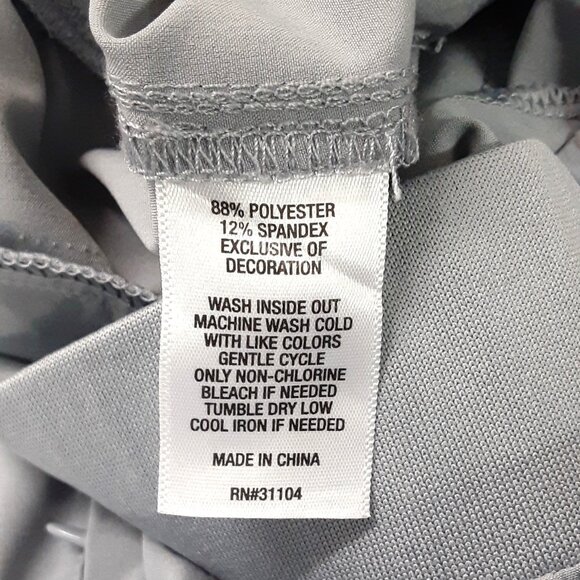 88% POLYESTER
12% SPANDEX
EXCLUSIVE OF
DECORATION
WASH INSIDE OUT
MACHINE WASH COLD
WITH LIKE COLORS
GENTLE CYCLE
ONLY NON-CHLORINE
BLEACH IF NEEDED
TUMBLE DRY LOW
COOL IRON IF NEEDED
MADE IN CHINA
RN#31104